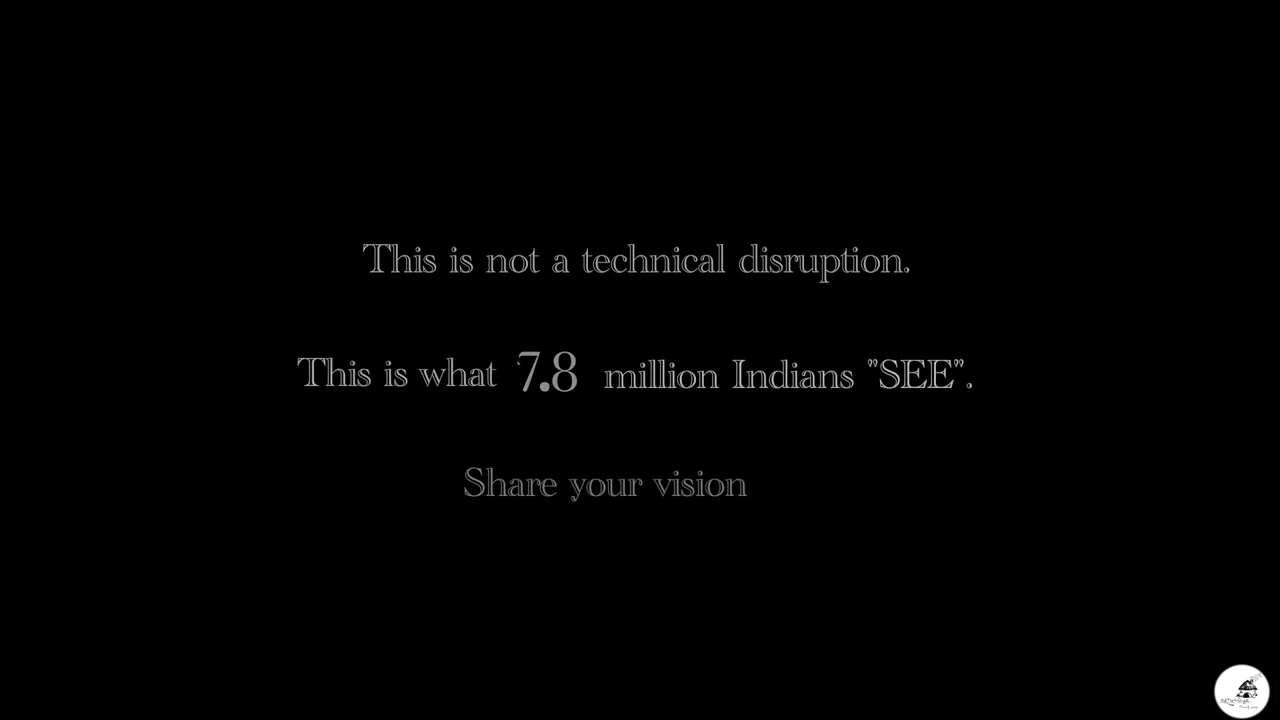 This is not a technical disruption.
This is what 7.8 million Indians "SEE".
Share your vision